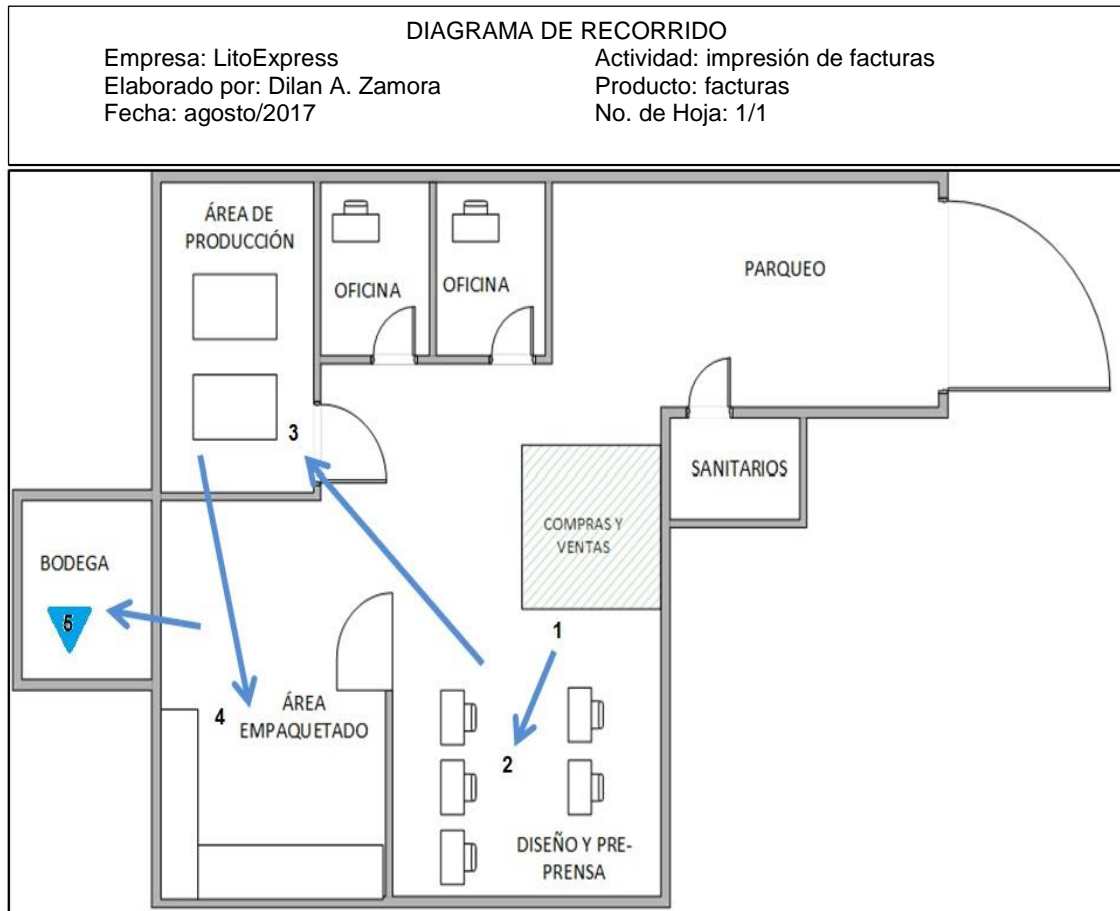 DIAGRAMA DE RECORRIDO
Empresa: LitoExpress
Actividad: impresión de facturas
Elaborado por: Dilan A. Zamora
Producto: facturas
Fecha: agosto/2017
No. de Hoja: 1/1
ÁREA DE
PRODUCCIÓN
OFICINA
OFICINA
PARQUEO
3
SANITARIOS
COMPRAS Y
VENTAS
BODEGA
5
1
4
ÁREA
EMPAQUETADO
2
DISEÑO Y PRE-
PRENSA